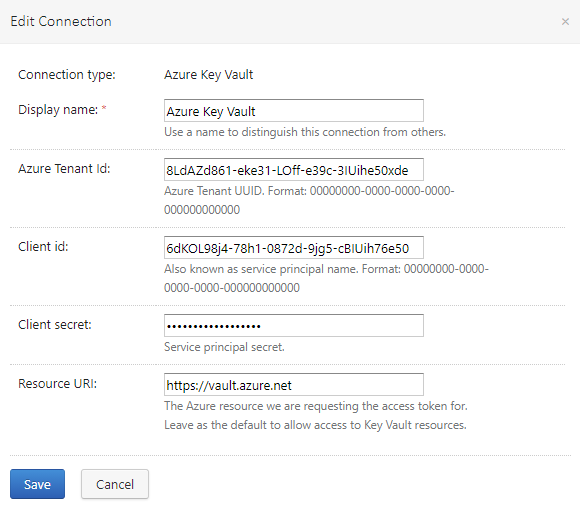 Edit Connection ×
Connection type: Azure Key Vault
Display name: * Azure Key Vault
Use a name to distinguish this connection from others.
Azure Tenant Id: 8LdAZd861-eke31-LOff-e39c-3IUihe50xde
Azure Tenant UUID. Format: 00000000-0000-0000-0000-
000000000000
Client id: 6dKOL98j4-78h1-0872d-9jg5-cBIUih76e50
Also known as service principal name. Format: 00000000-0000-
0000-0000-000000000000
Client secret: ••••••••••••••••••
Service principal secret.
Resource URI: https://vault.azure.net
The Azure resource we are requesting the access token for.
Leave as the default to allow access to Key Vault resources.
Save Cancel